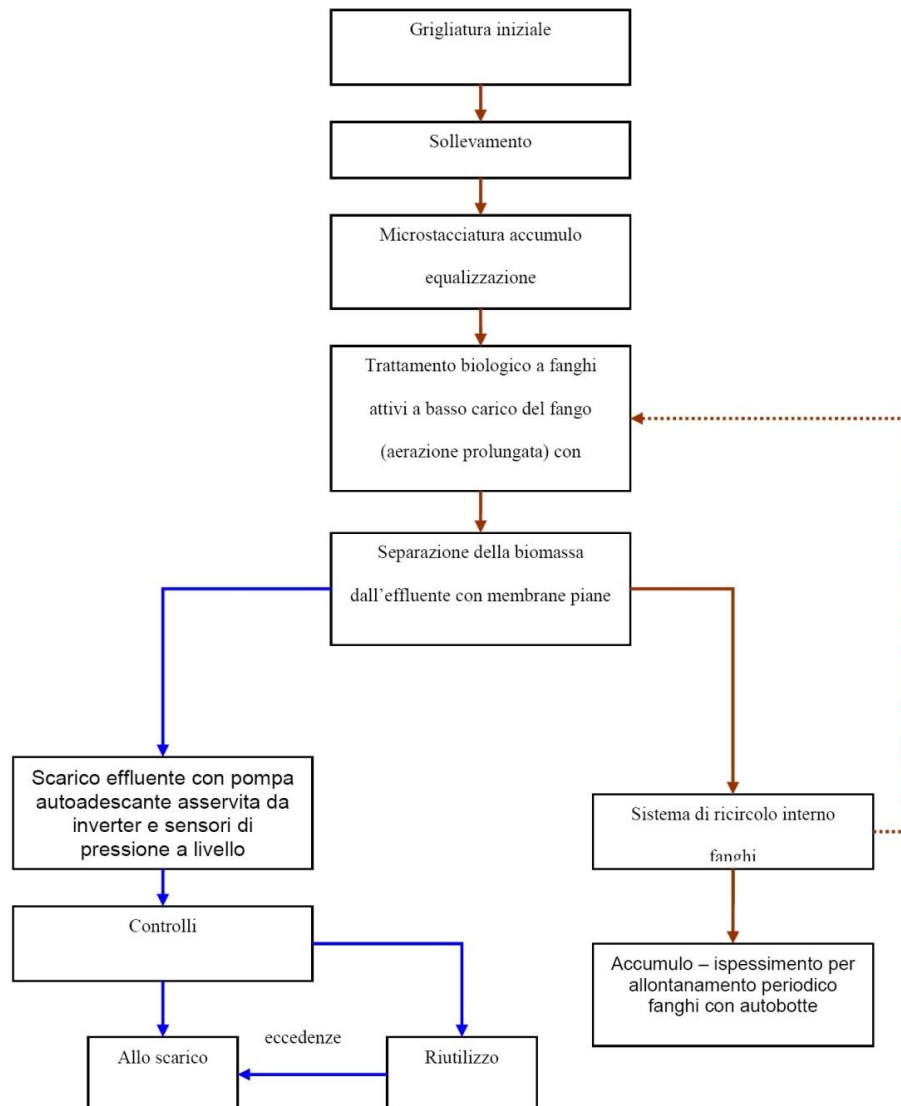 Grigliatura iniziale
Sollevamento
Microstacciatura accumulo
equalizzazione
Trattamento biologico a fanghi
attivi a basso carico del fango
(aerazione prolungata) con
Separazione della biomassa
dall'effluente con membrane piane
Scarico effluente con pompa
autoadescante asservita da
inverter e sensori di
pressione a livello
Sistema di ricircolo interno
fanghi
Controlli
Accumulo – ispessimento per
allontanamento periodico
fanghi con autobotte
eccedenze
Allo scarico
Riutilizzo